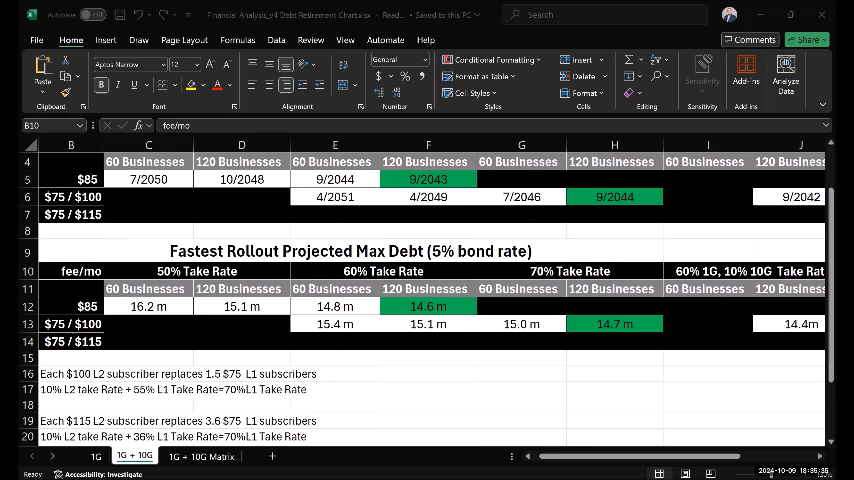 AutoSave Off Financial_Analysis_v4 Debt Retirement Chart.xlsx - Read... • Saved to this PC Search
File Home Insert Draw Page Layout Formulas Data Review View Automate Help Comments Share
Aptos Narrow 12 General Conditional Formatting Insert
Paste B I U $ % Format as Table Delete Sensitivity Add-ins Analyze Data
Cell Styles Format
Clipboard Font Alignment Number Styles Cells Editing Sensitivity Add-ins
B10 fx fee/mo
B C D E F G H I J
4 60 Businesses 120 Businesses 60 Businesses 120 Businesses 60 Businesses 120 Businesses 60 Businesses 120 Business
5 $85 7/2050 10/2048 9/2044 9/2043
6 $75 / $100 4/2051 4/2049 7/2046 9/2044 9/2042
7 $75 / $115
8
9 Fastest Rollout Projected Max Debt (5% bond rate)
10 fee/mo 50% Take Rate 60% Take Rate 70% Take Rate 60% 1G, 10% 10G Take Rat
11 60 Businesses 120 Businesses 60 Businesses 120 Businesses 60 Businesses 120 Businesses 60 Businesses 120 Business
12 $85 16.2 m 15.1 m 14.8 m 14.6 m
13 $75 / $100 15.4 m 15.1 m 15.0 m 14.7 m 14.4m
14 $75 / $115
15
16 Each $100 L2 subscriber replaces 1.5 $75 L1 subscribers
17 10% L2 take Rate + 55% L1 Take Rate=70%L1 Take Rate
18
19 Each $115 L2 subscriber replaces 3.6 $75 L1 subscribers
20 10% L2 Take Rate + 36% L1 Take Rate=70%L1 Take Rate
1G 1G + 10G 1G + 10G Matrix
Ready Accessibility: Investigate 2024-10-09 18:35:35